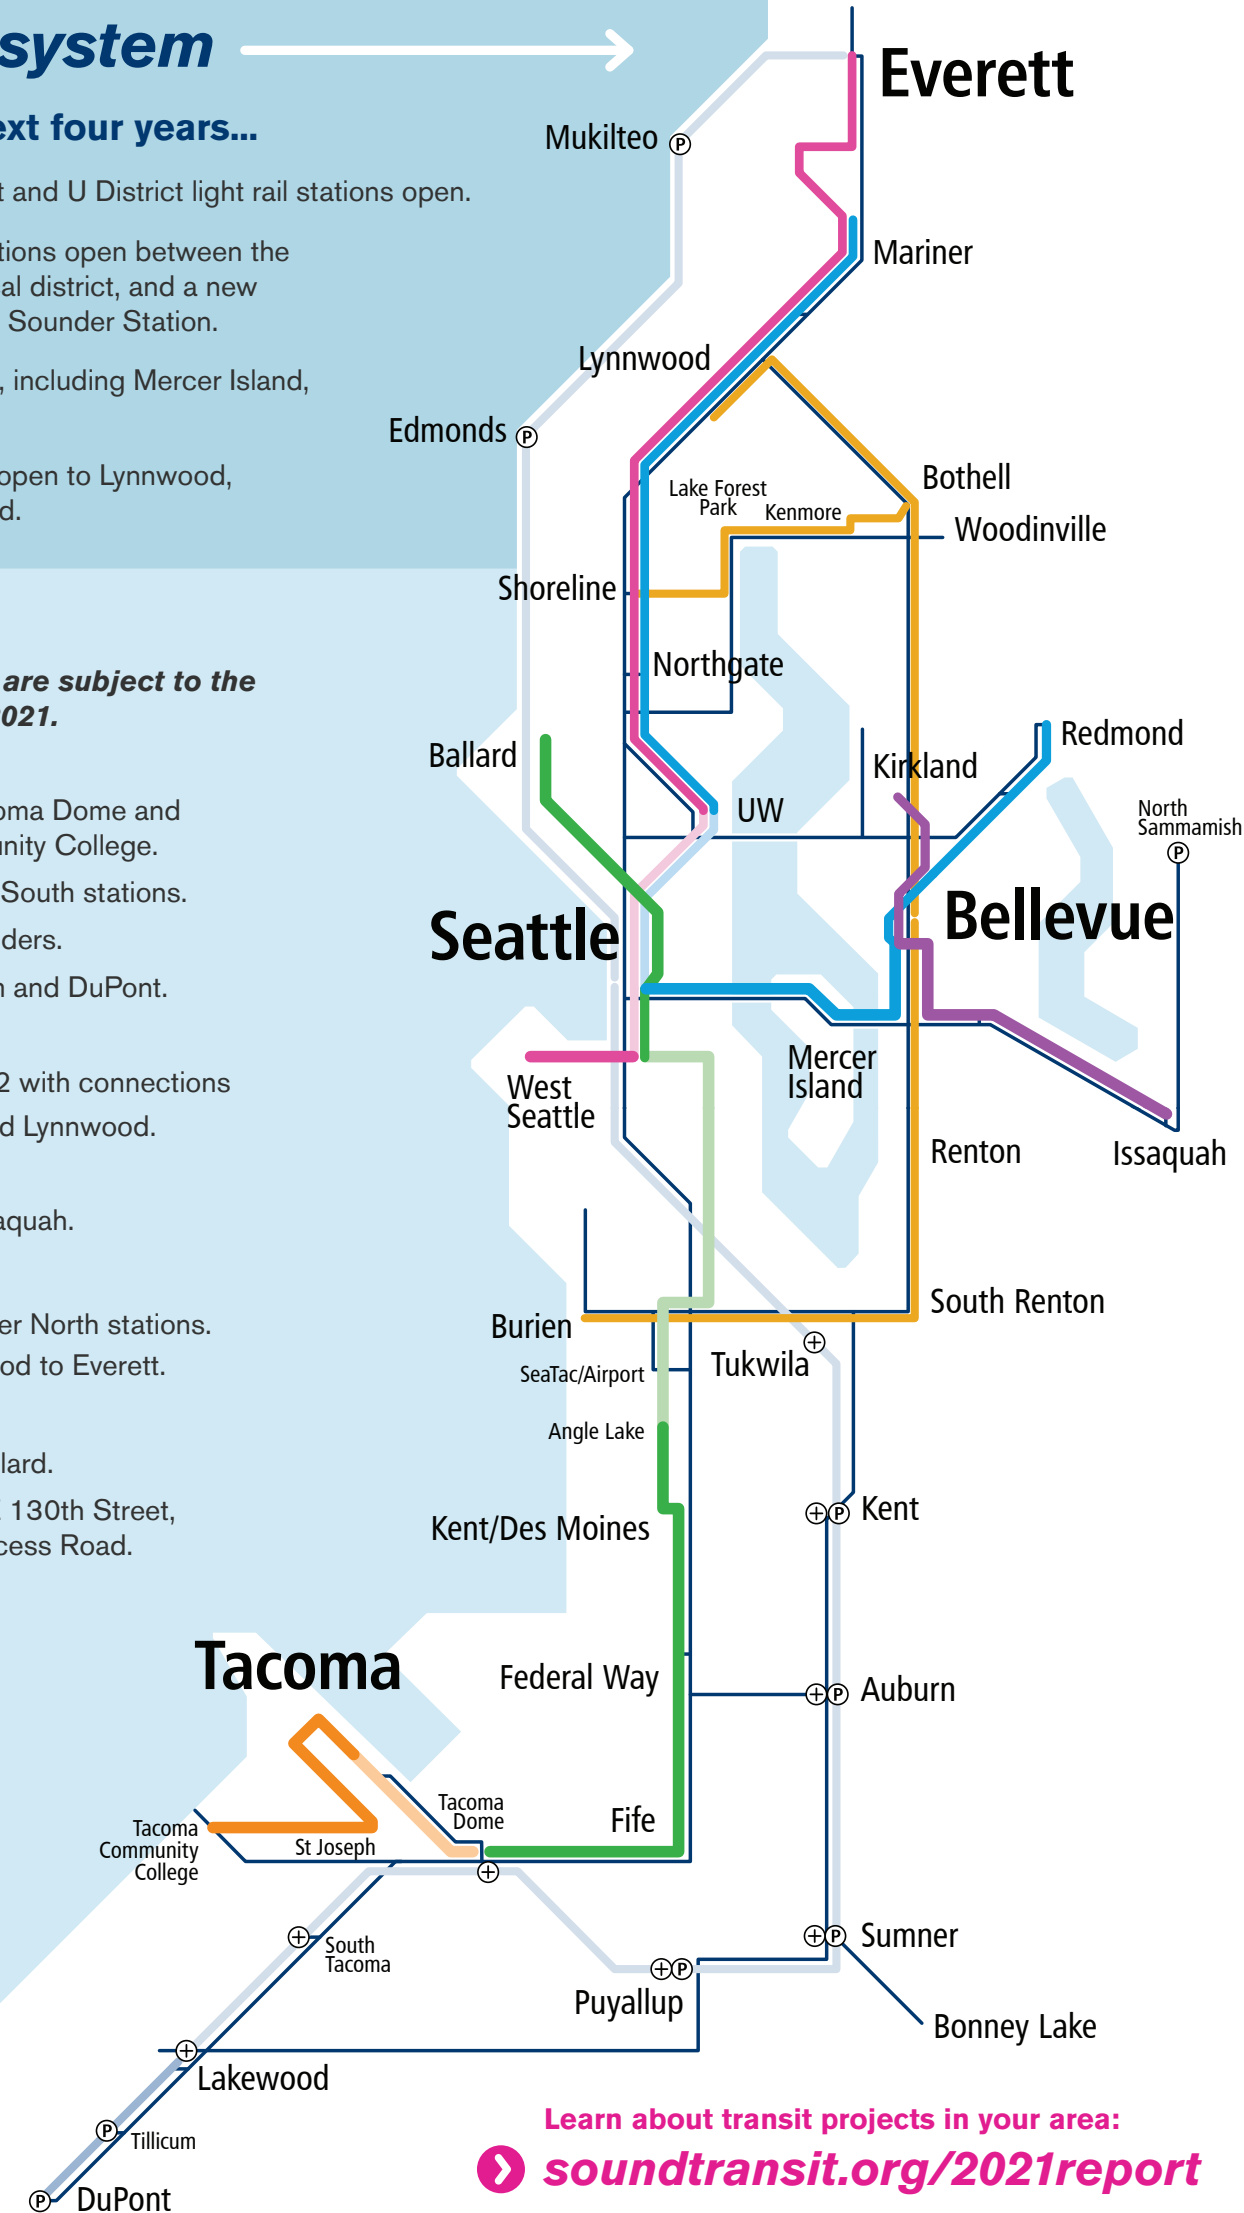 system
ext four years...
t and U District light rail stations open.
tions open between the
al district, and a new
Sounder Station.
, including Mercer Island,
open to Lynnwood,
d.
are subject to the
2021.
oma Dome and
unity College.
South stations.
ders.
n and DuPont.
2 with connections
d Lynnwood.
aquah.
er North stations.
od to Everett.
lard.
130th Street,
cess Road.
Everett
Mukilteo
P
Mariner
Lynnwood
Edmonds
P
Bothell
Lake Forest
Park
Kenmore
Woodinville
Shoreline
Northgate
Ballard
Redmond
Kirkland
UW
North
Sammamish
P
Seattle
Bellevue
Mercer
Island
West
Seattle
Renton
Issaquah
South Renton
Burien
SeaTac/Airport
Tukwila
+
Angle Lake
Kent/Des Moines
+
P
Kent
Tacoma
Federal Way
+
P
Auburn
Tacoma
Dome
Fife
Tacoma
Community
College
St Joseph
+
+
South
Tacoma
+
P
Sumner
+
P
Puyallup
Bonney Lake
+
Lakewood
P
Tillicum
P
DuPont
Learn about transit projects in your area:
soundtransit.org/2021report